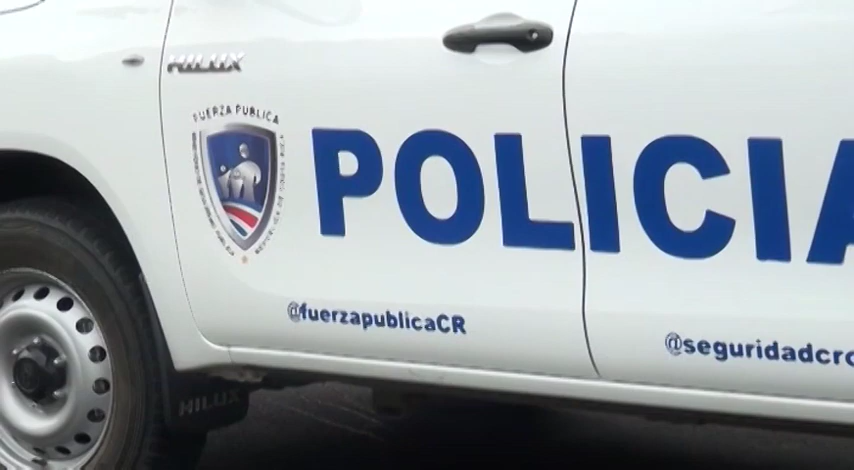 HILUX
FUERZA PUBLICA
POLICIA
@fuerzapublicaCR
@seguridadcr
HILUX